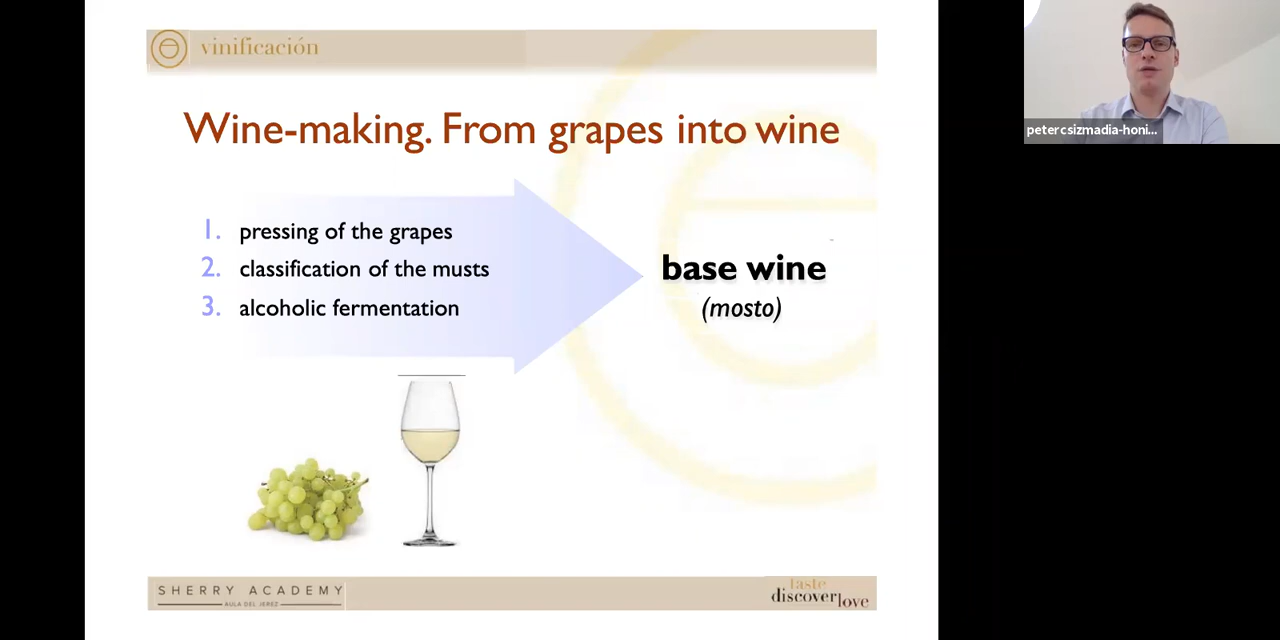 vinificación
petercsizmadia-honi...
Wine-making. From grapes into wine
1. pressing of the grapes
2. classification of the musts
3. alcoholic fermentation
base wine
(mosto)
SHERRY ACADEMY
AULA DEL JEREZ
taste
discover
love